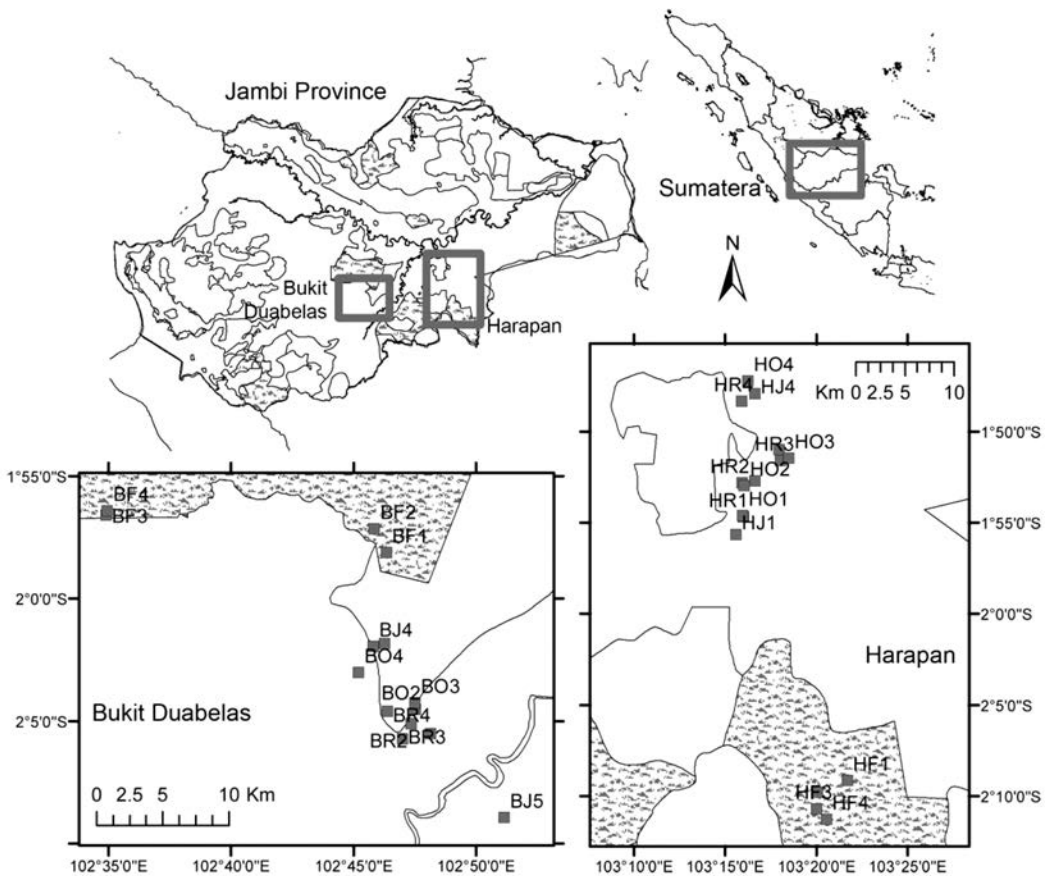 Jambi Province
Sumatera
N
Bukit
Duabelas
Harapan
HO4
HR4
HJ4
Km 0 2.5 5 10
HR3
HO3
HR2
HO2
HR1
HO1
HJ1
Harapan
HF1
HF3
HF4
1°50'0"S
1°55'0"S
2°0'0"S
2°5'0"S
2°10'0"S
103°10'0"E
103°15'0"E
103°20'0"E
103°25'0"E
1°55'0"S
2°0'0"S
2°5'0"S
BF4
BF3
BF2
BF1
BJ4
BO4
BO2
BO3
BR4
BR2
BR3
BJ5
Bukit Duabelas
0 2.5 5 10 Km
102°35'0"E
102°40'0"E
102°45'0"E
102°50'0"E